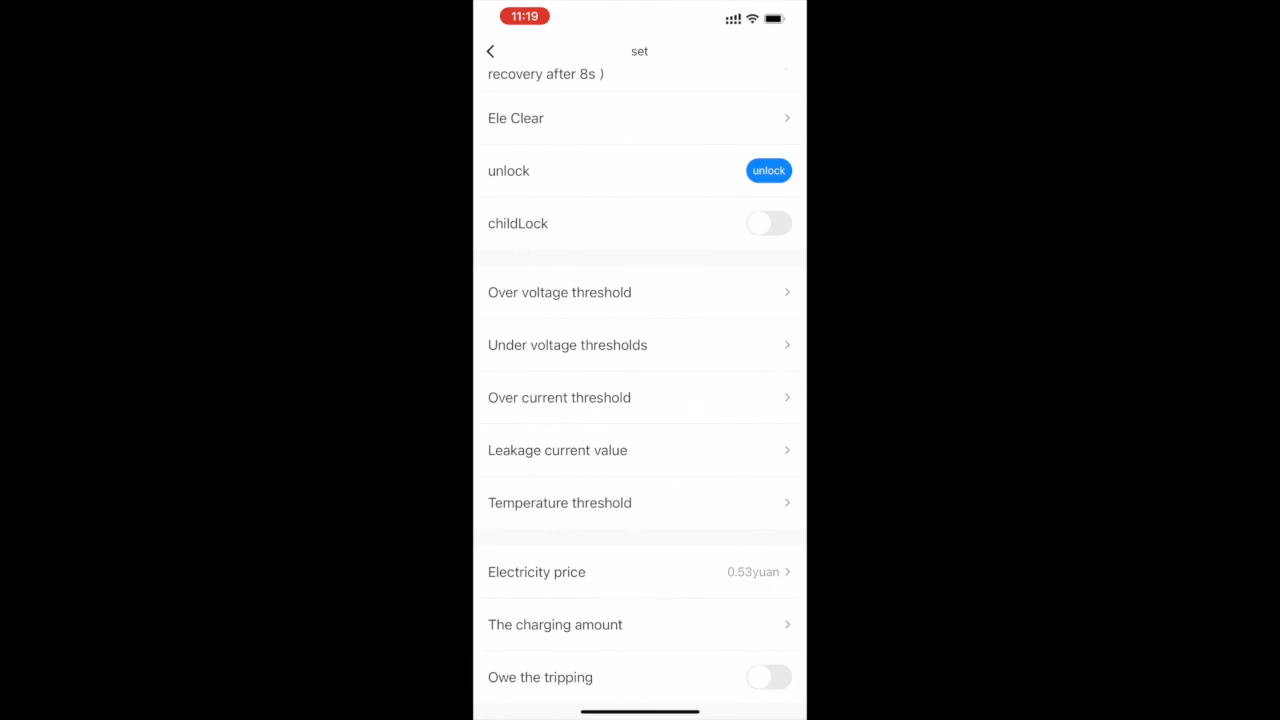 11:19
set
recovery after 8s )
Ele Clear
unlock
unlock
childLock
Over voltage threshold
Under voltage thresholds
Over current threshold
Leakage current value
Temperature threshold
Electricity price
0.53yuan
The charging amount
Owe the tripping